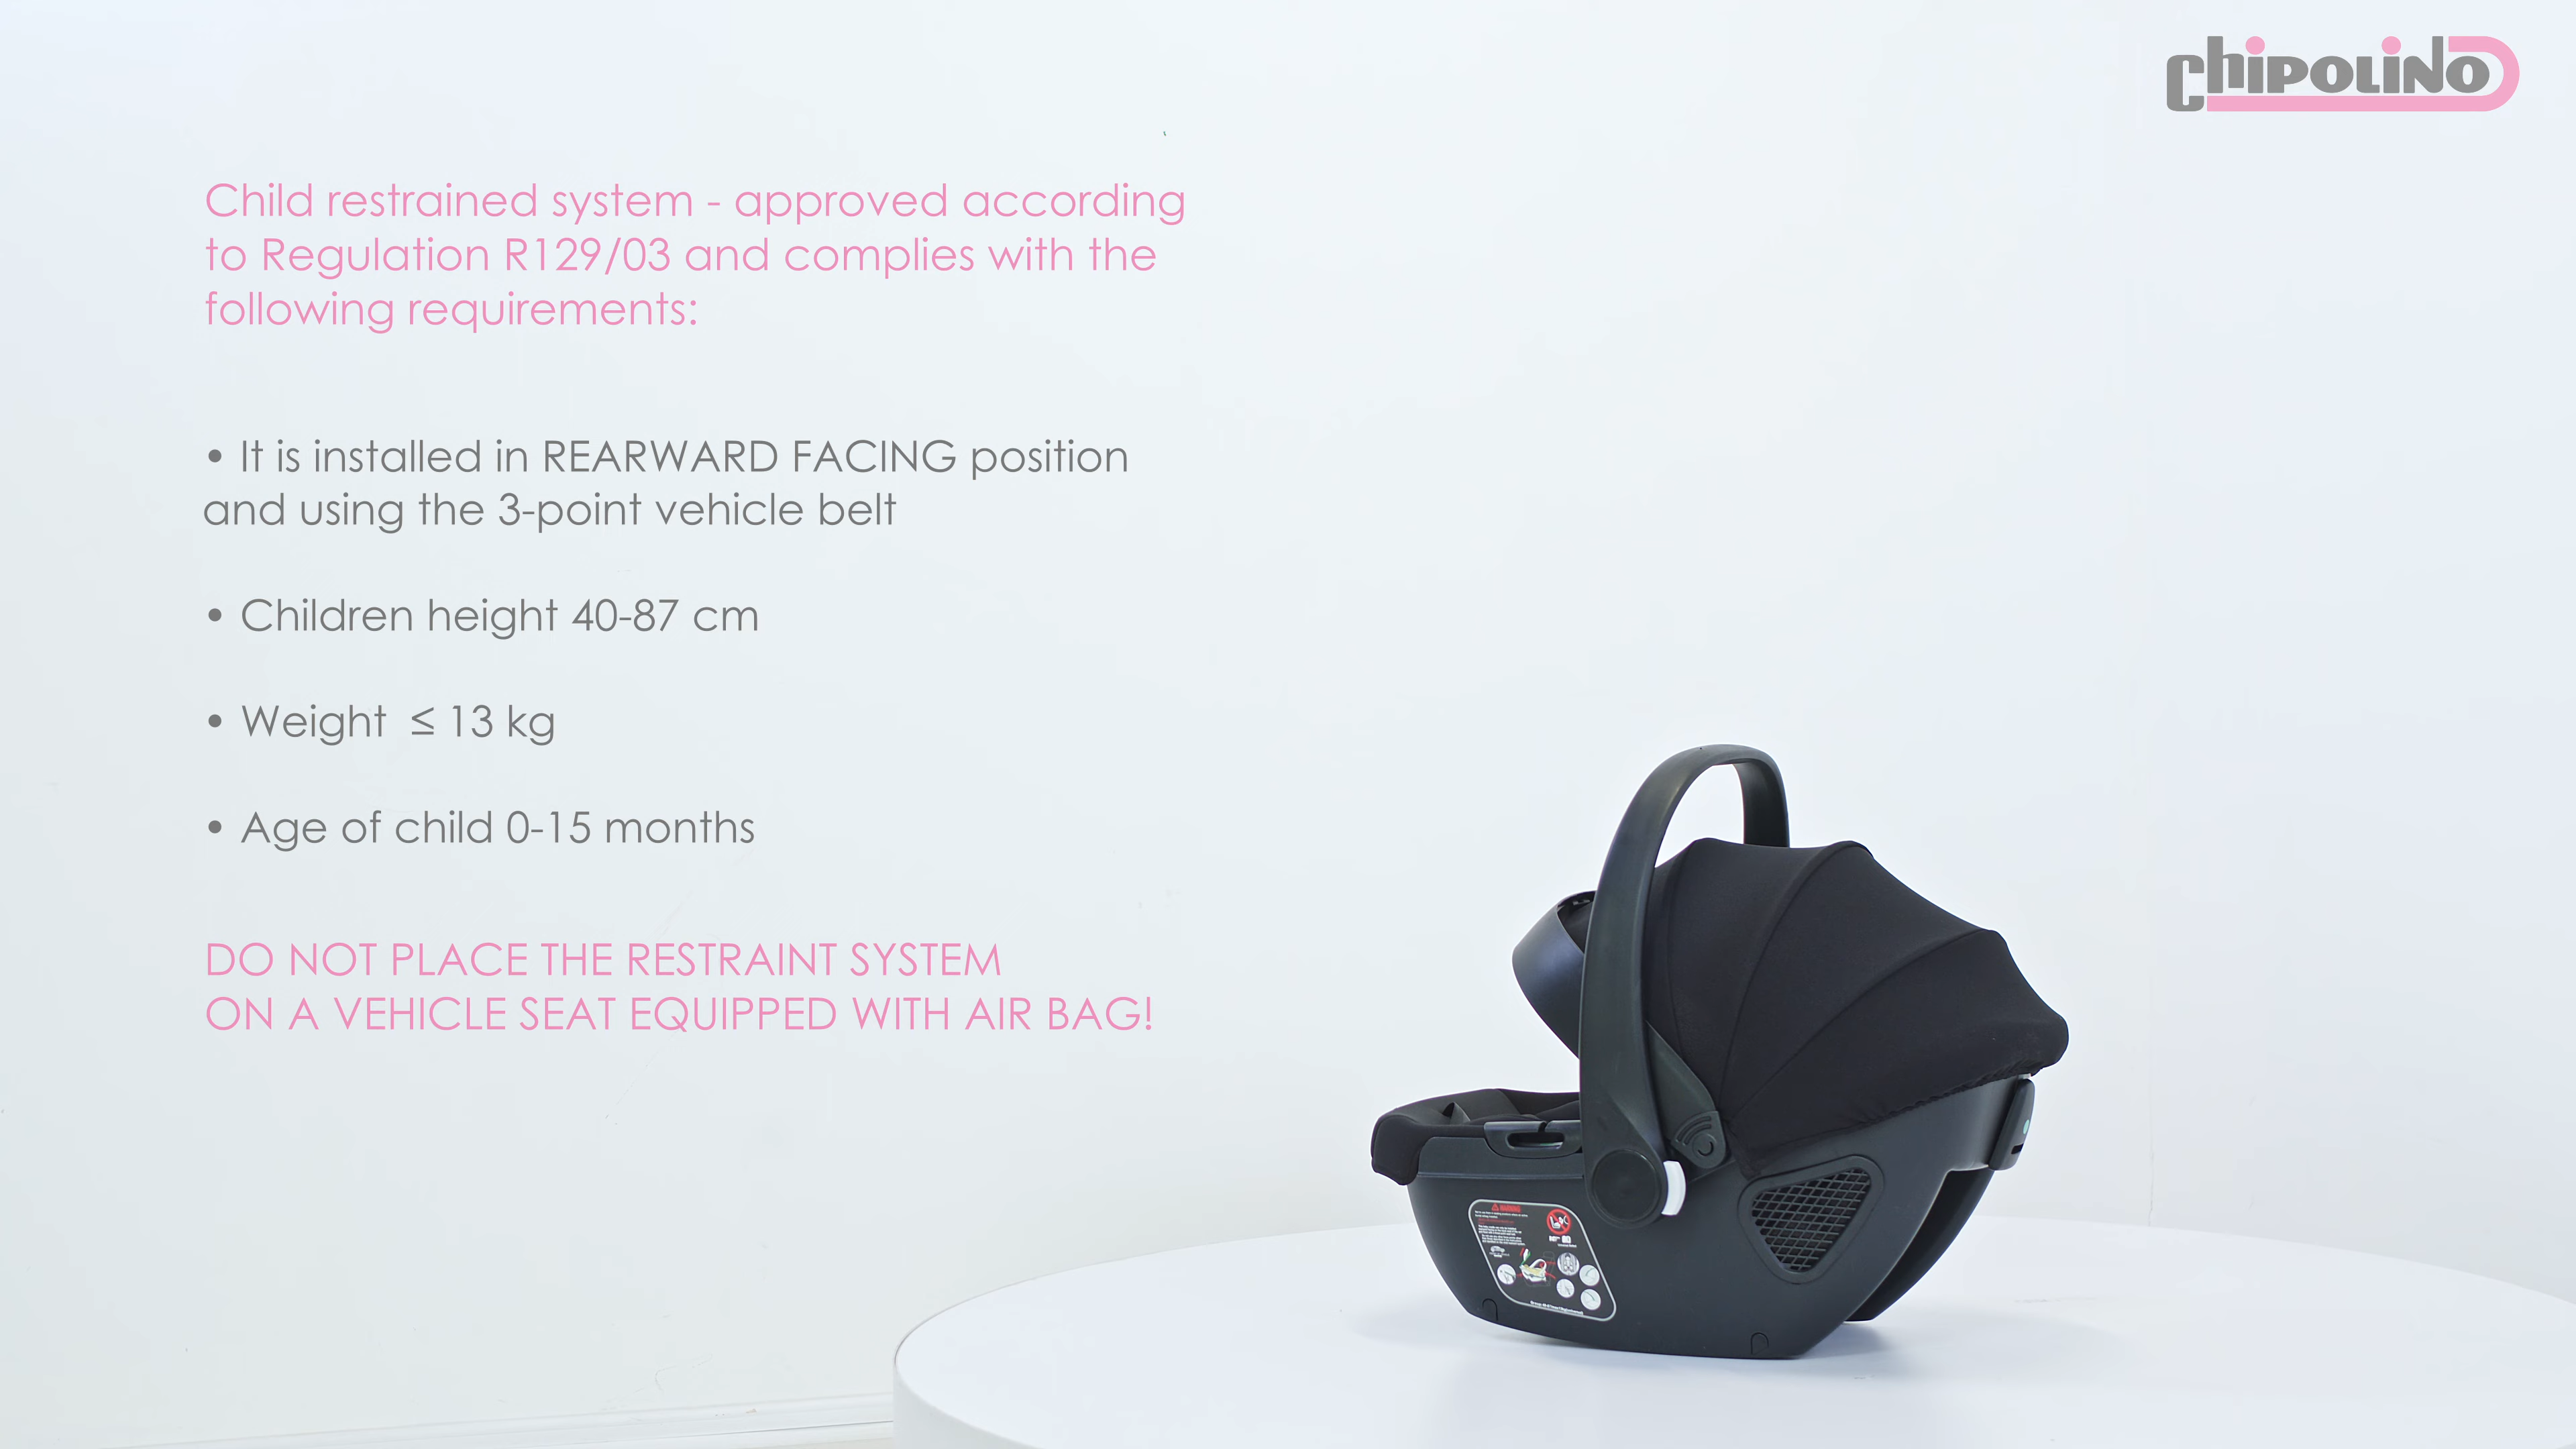 chipolino
Child restrained system - approved according
to Regulation R129/03 and complies with the
following requirements:
• It is installed in REARWARD FACING position
and using the 3-point vehicle belt
• Children height 40-87 cm
• Weight ≤ 13 kg
• Age of child 0-15 months
DO NOT PLACE THE RESTRAINT SYSTEM
ON A VEHICLE SEAT EQUIPPED WITH AIR BAG!
WARNING